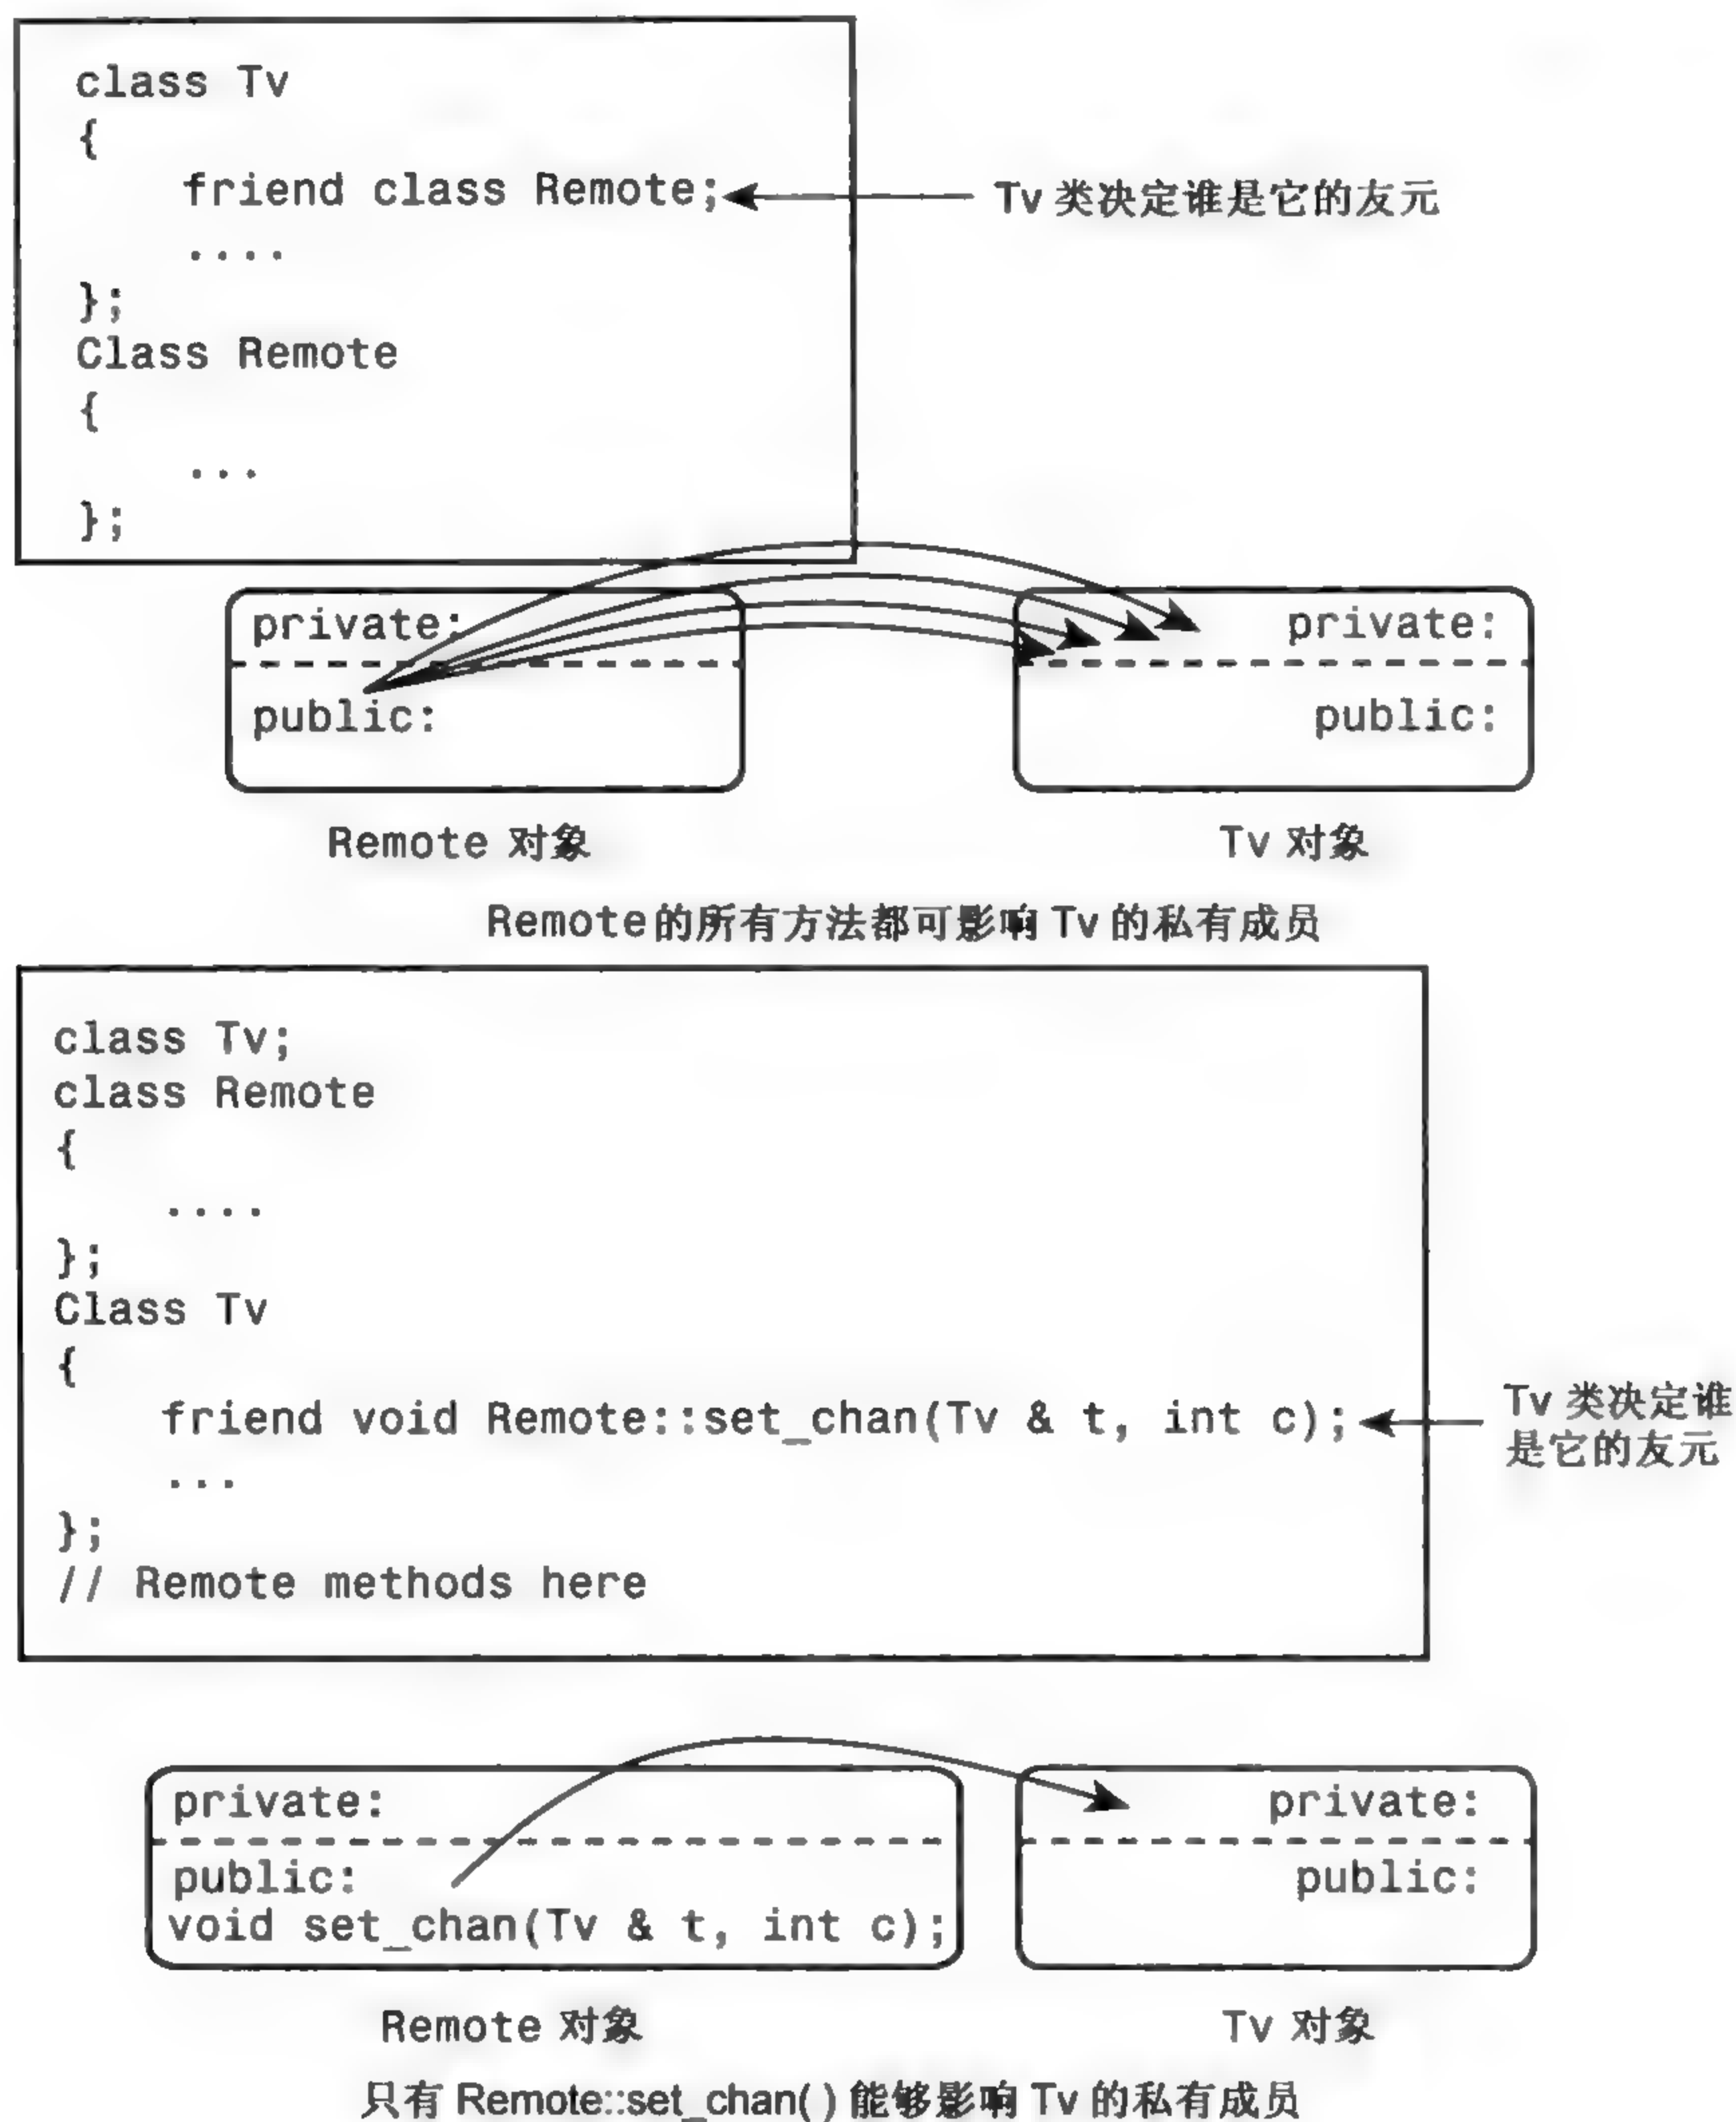 class Tv
{
friend class Remote;
Tv 类决定谁是它的友元
....
};
Class Remote
{
...
};
private:
public:
private:
public:
Remote 对象
Tv 对象
Remote的所有方法都可影响 Tv 的私有成员
class Tv;
class Remote
{
....
};
Class Tv
{
friend void Remote::set_chan(Tv & t, int c);
Tv 类决定谁
是它的友元
...
};
// Remote methods here
private:
public:
void set_chan(Tv & t, int c);
private:
public:
Remote 对象
Tv 对象
只有 Remote::set_chan( ) 能够影响 Tv 的私有成员